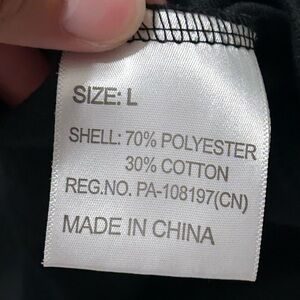 SIZE: L
SHELL: 70% POLYESTER
30% COTTON
REG.NO. PA-108197(CN)
MADE IN CHINA